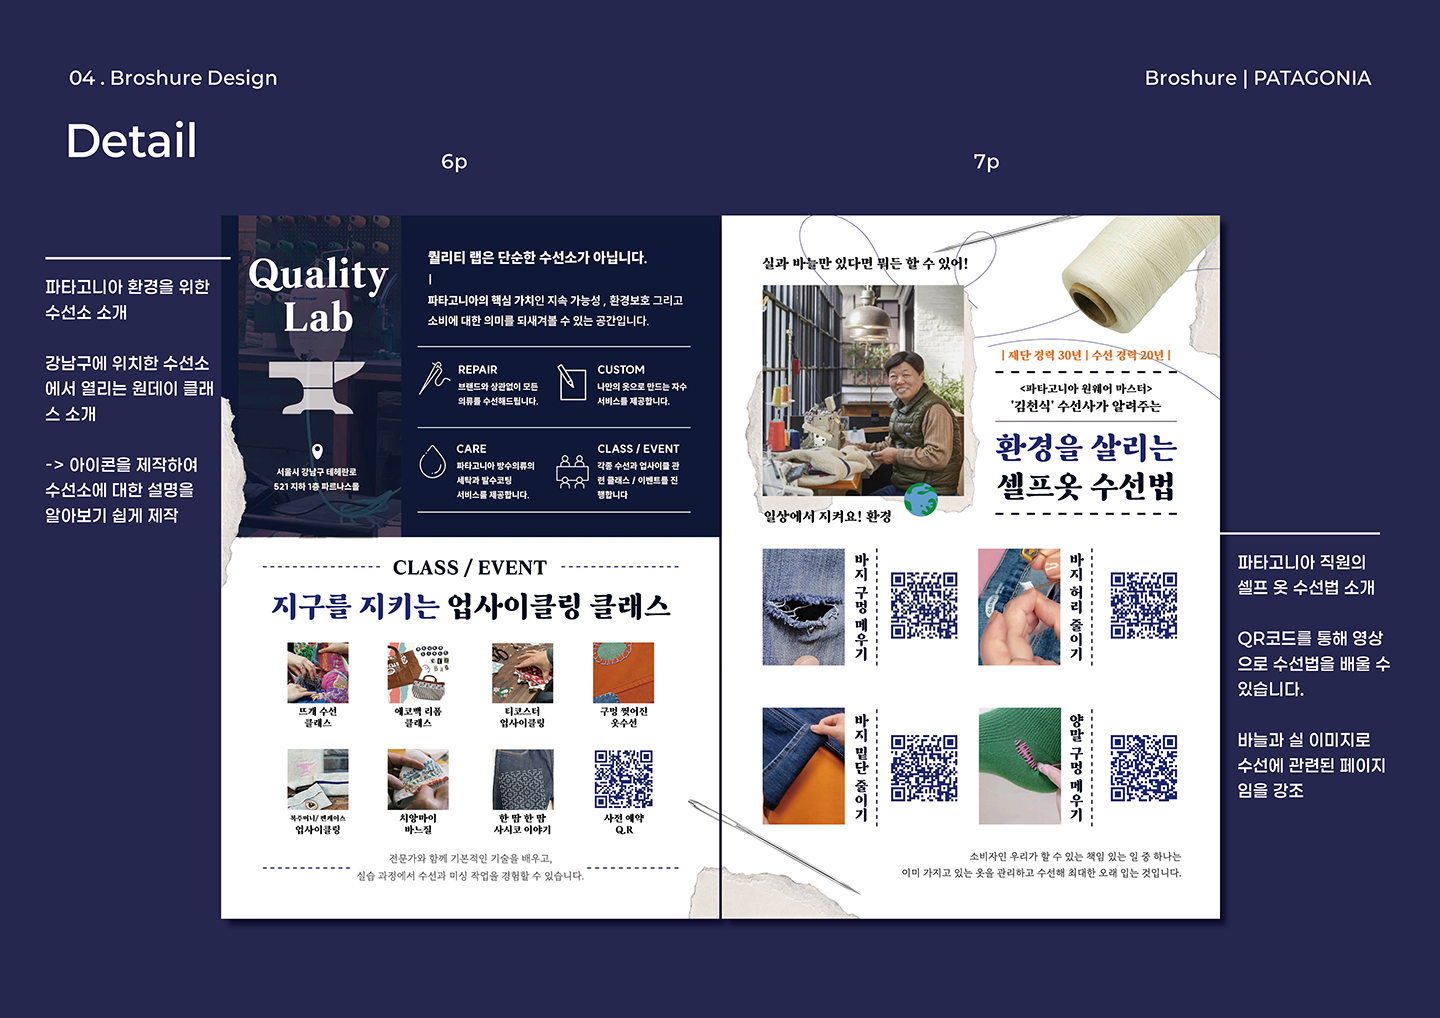 04 . Broshure Design
Broshure | PATAGONIA
Detail
6p
7p
파타고니아 환경을 위한
수선소 소개
강남구에 위치한 수선소
에서 열리는 원데이 클래
스 소개
-> 아이콘을 제작하여
수선소에 대한 설명을
알아보기 쉽게 제작
Quality
Lab
서울시 강남구 테헤란로
521 지하 1층 파르나스몰
퀄리티 랩은 단순한 수선소가 아닙니다.
파타고니아의 핵심 가치인 지속 가능성 , 환경보호 그리고
소비에 대한 의미를 되새겨볼 수 있는 공간입니다.
REPAIR
브랜드와 상관없이 모든
의류를 수선해드립니다.
CUSTOM
나만의 옷으로 만드는 자수
서비스를 제공합니다.
CARE
파타고니아 방수의류의
세탁과 발수코팅
서비스를 제공합니다.
CLASS / EVENT
각종 수선과 업사이클 관
련 클래스 / 이벤트를 진
행합니다
CLASS / EVENT
지구를 지키는 업사이클링 클래스
뜨개 수선
클래스
에코백 리폼
클래스
티코스터
업사이클링
구멍 찢어진
옷수선
복주머니/ 펜케이스
업사이클링
치앙마이
바느질
한 땀 한 땀
사시코 이야기
사전 예약
Q.R
전문가와 함께 기본적인 기술을 배우고,
실습 과정에서 수선과 미싱 작업을 경험할 수 있습니다.
실과 바늘만 있다면 뭐든 할 수 있어!
| 재단 경력 30년 | 수선 경력 20년 |
<파타고니아 원웨어 마스터>
'김천식' 수선사가 알려주는
환경을 살리는
셀프옷 수선법
일상에서 지켜요! 환경
바지 구멍 메우기
바지 허리 줄이기
바지 밑단 줄이기
양말 구멍 메우기
소비자인 우리가 할 수 있는 책임 있는 일 중 하나는
이미 가지고 있는 옷을 관리하고 수선해 최대한 오래 입는 것입니다.
파타고니아 직원의
셀프 옷 수선법 소개
QR코드를 통해 영상
으로 수선법을 배울 수
있습니다.
바늘과 실 이미지로
수선에 관련된 페이지
임을 강조